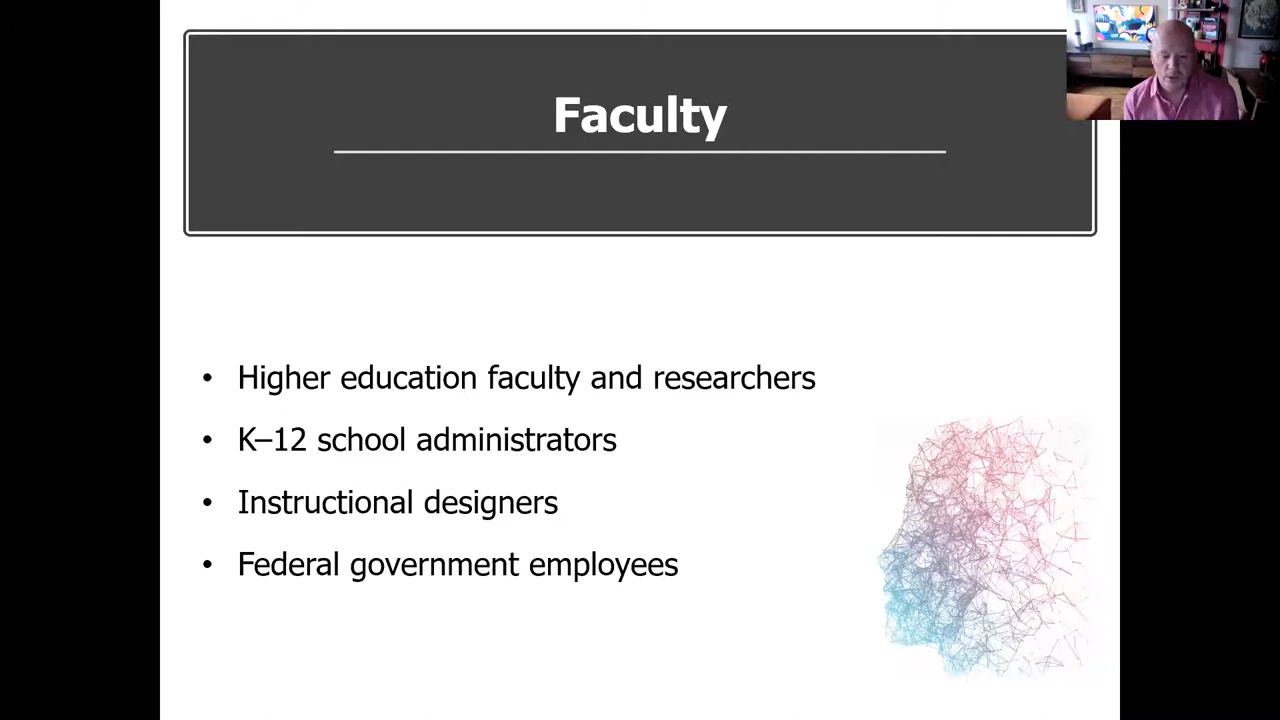 Faculty
• Higher education faculty and researchers
• K–12 school administrators
• Instructional designers
• Federal government employees